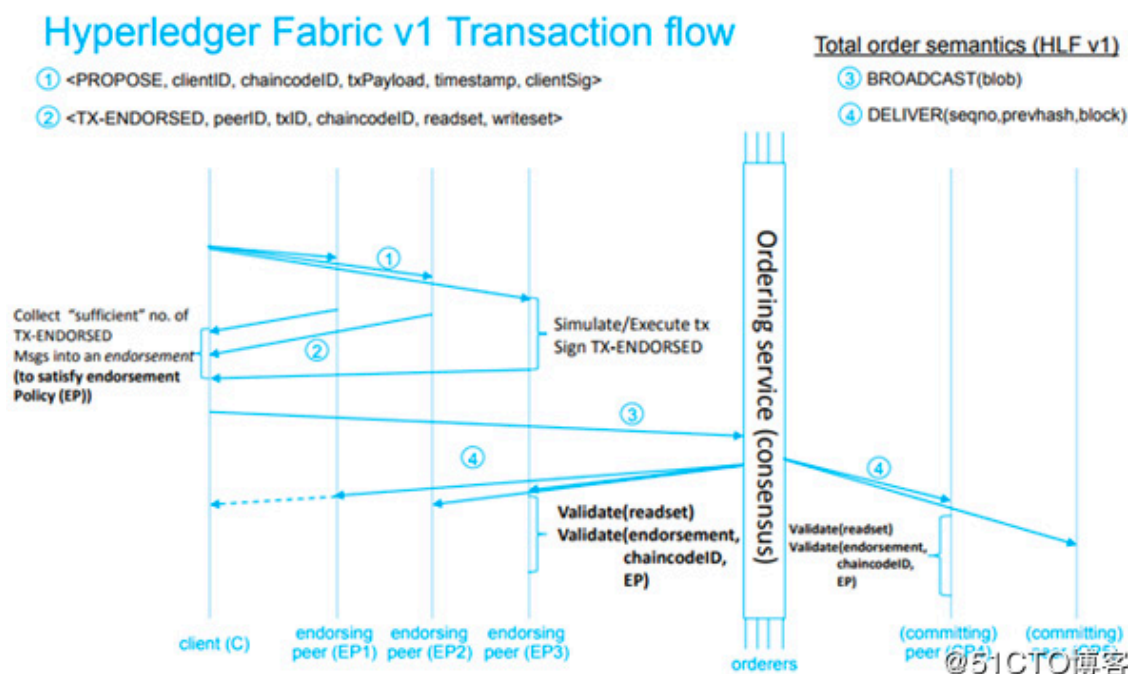 Hyperledger Fabric v1 Transaction flow
Total order semantics (HLF v1)
1 <PROPOSE, clientID, chaincodeID, txPayload, timestamp, clientSig>
3 BROADCAST(blob)
2 <TX-ENDORSED, peerID, txID, chaincodeID, readset, writeset>
4 DELIVER(seqno,prevhash,block)
1
Collect "sufficient" no. of
TX-ENDORSED
Msgs into an endorsement
(to satisfy endorsement
Policy (EP))
2
Simulate/Execute tx
Sign TX-ENDORSED
Ordering service (consensus)
3
4
4
Validate(readset)
Validate(endorsement,
chaincodeID,
EP)
Validate(readset)
Validate(endorsement,
chaincodeID,
EP)
client (C)
endorsing
peer (EP1)
endorsing
peer (EP2)
endorsing
peer (EP3)
orderers
(committing)
peer (CP4)
(committing)
peer (CP5)
@51CTO博客